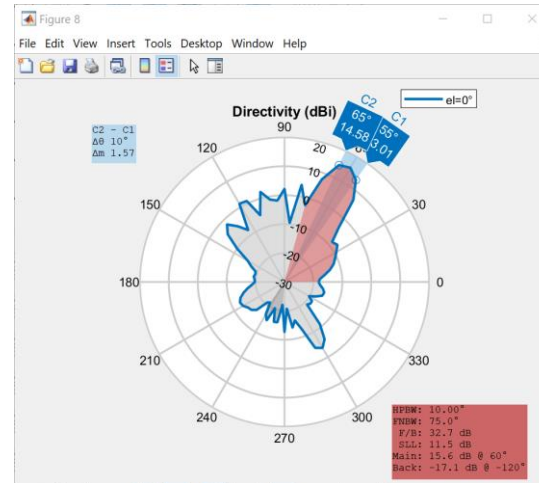 Figure 8
File Edit View Insert Tools Desktop Window Help
Directivity (dBi)
el=0°
C2 - C1
Δθ 10°
Δm 1.57
C2 C1
65° 55°
14.58 3.01
90
120
150
180
210
240
270
300
330
0
30
20
10
0
-10
-20
-30
HPBW: 10.00°
FNBW: 75.0°
F/B: 32.7 dB
SLL: 11.5 dB
Main: 15.6 dB @ 60°
Back: -17.1 dB @ -120°